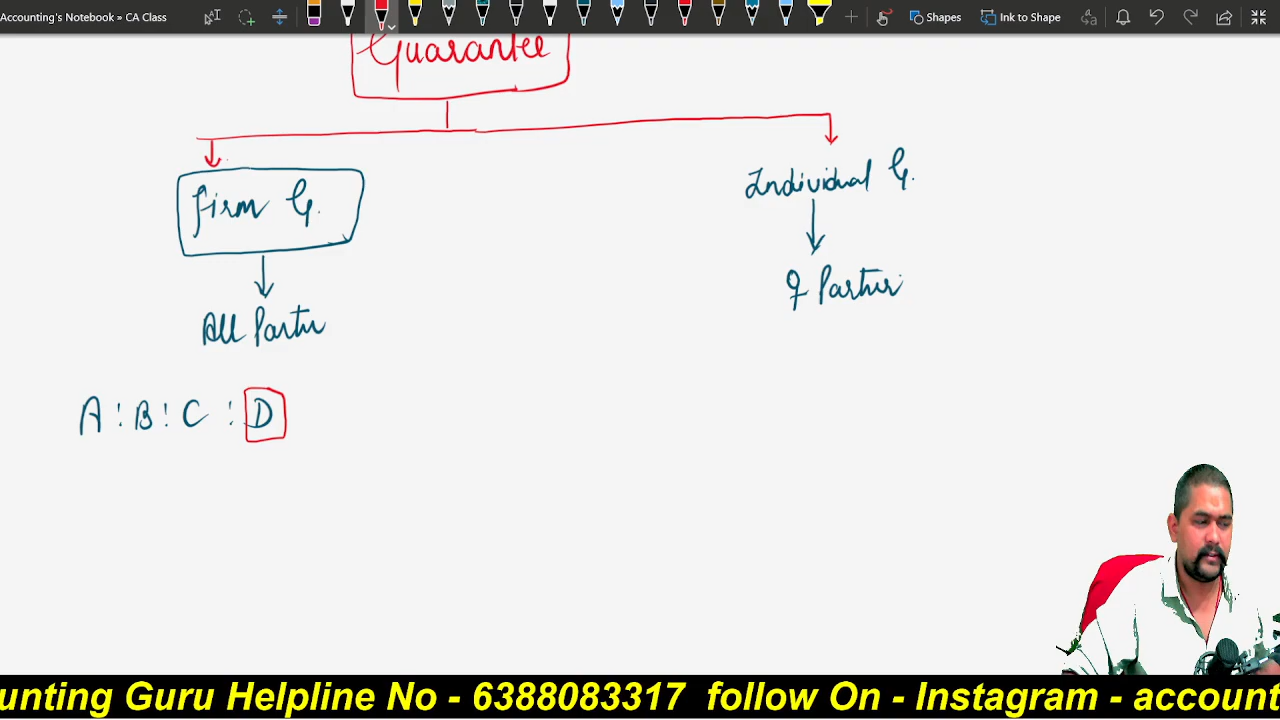 Accounting's Notebook » CA Class
Shapes
Ink to Shape
Guarantee
Firm G.
Individual G.
All Partn
Partner
A : B : C : D
unting Guru Helpline No - 6388083317 follow On - Instagram - account